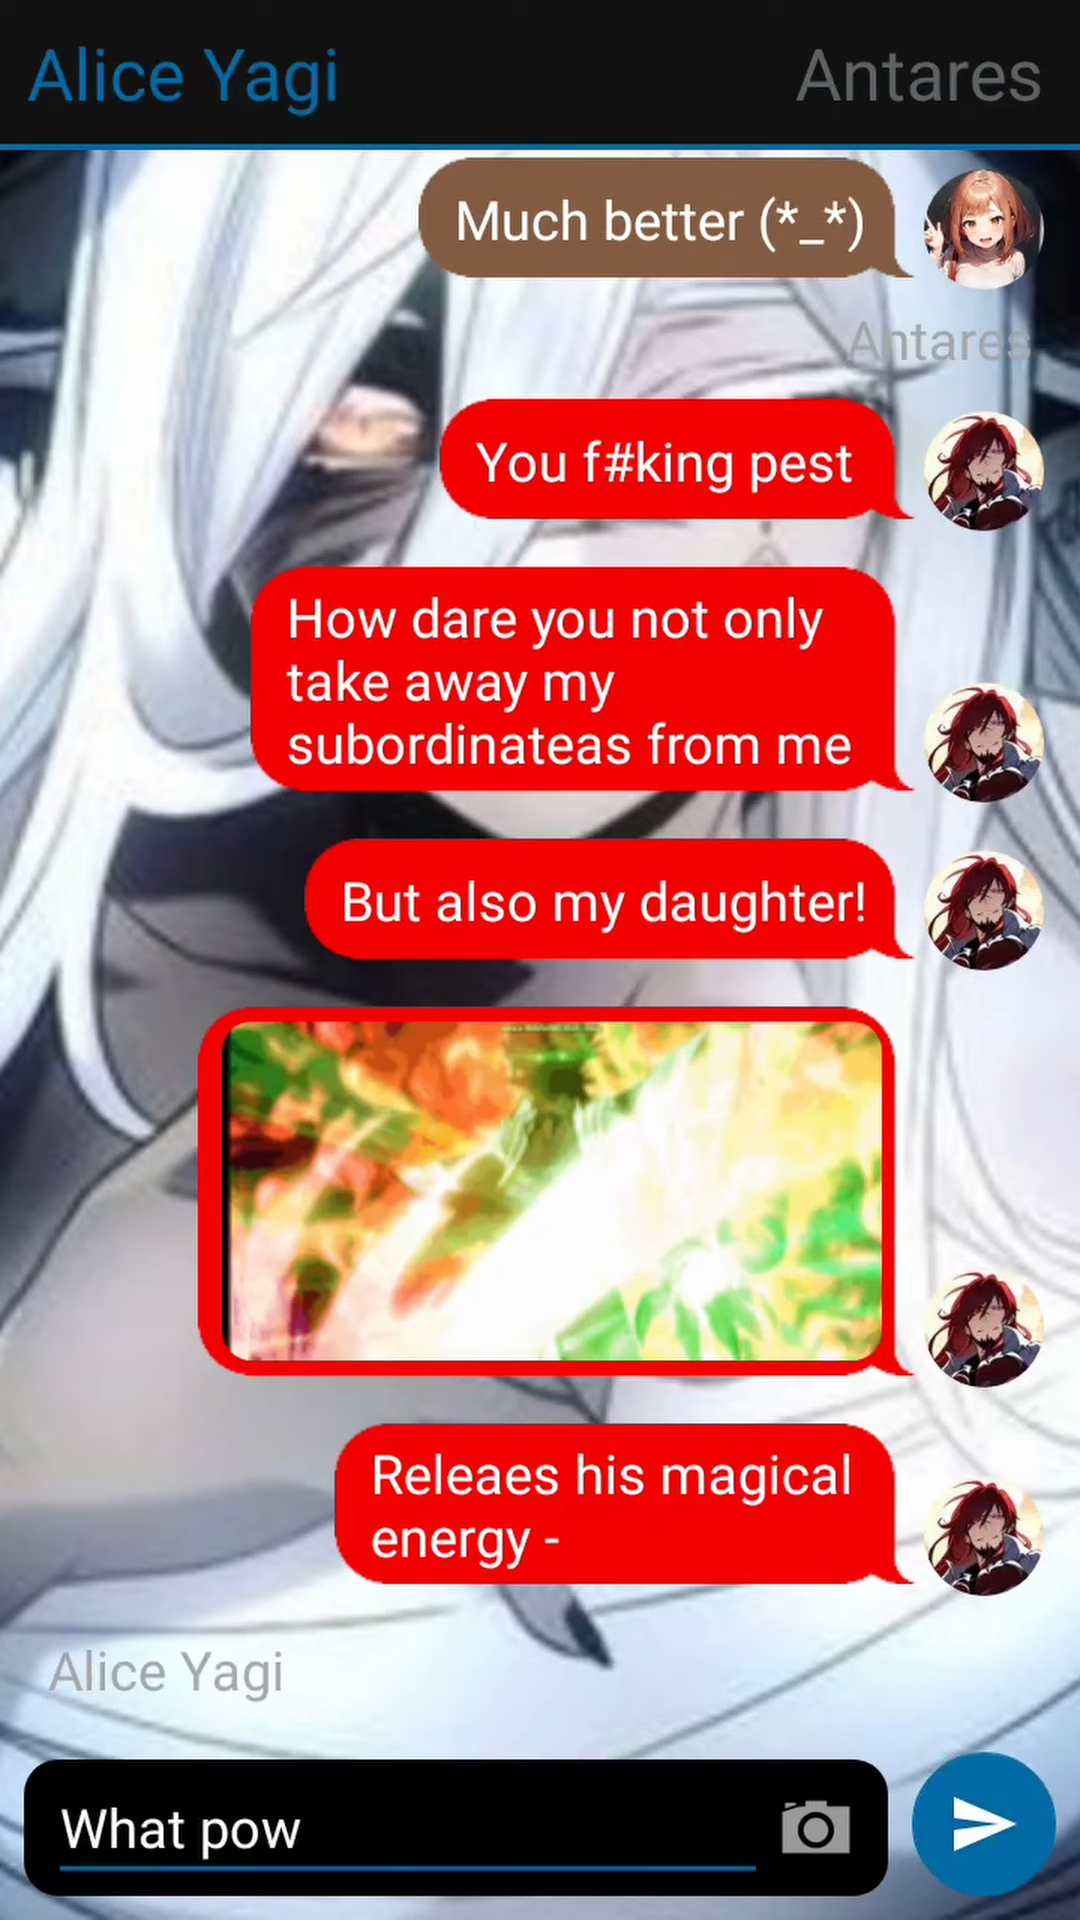 Alice Yagi
Antares
Much better (*_*)
Antares
You f#king pest
How dare you not only
take away my
subordinateas from me
But also my daughter!
Releaes his magical
energy -
Alice Yagi
What pow